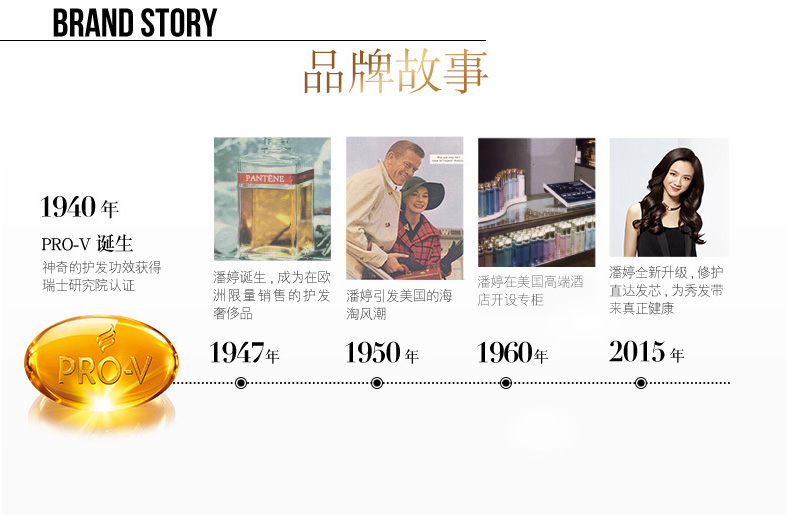 BRAND STORY
品牌故事
1940 年
PRO-V 诞生
神奇的护发功效获得
瑞士研究院认证
PRO-V
PANTÈNE
潘婷诞生，成为在欧
洲限量销售的护发
奢侈品
1947年
潘婷引发美国的海
淘风潮
1950 年
潘婷在美国高端酒
店开设专柜
1960年
潘婷全新升级，修护
直达发芯，为秀发带
来真正健康
2015 年